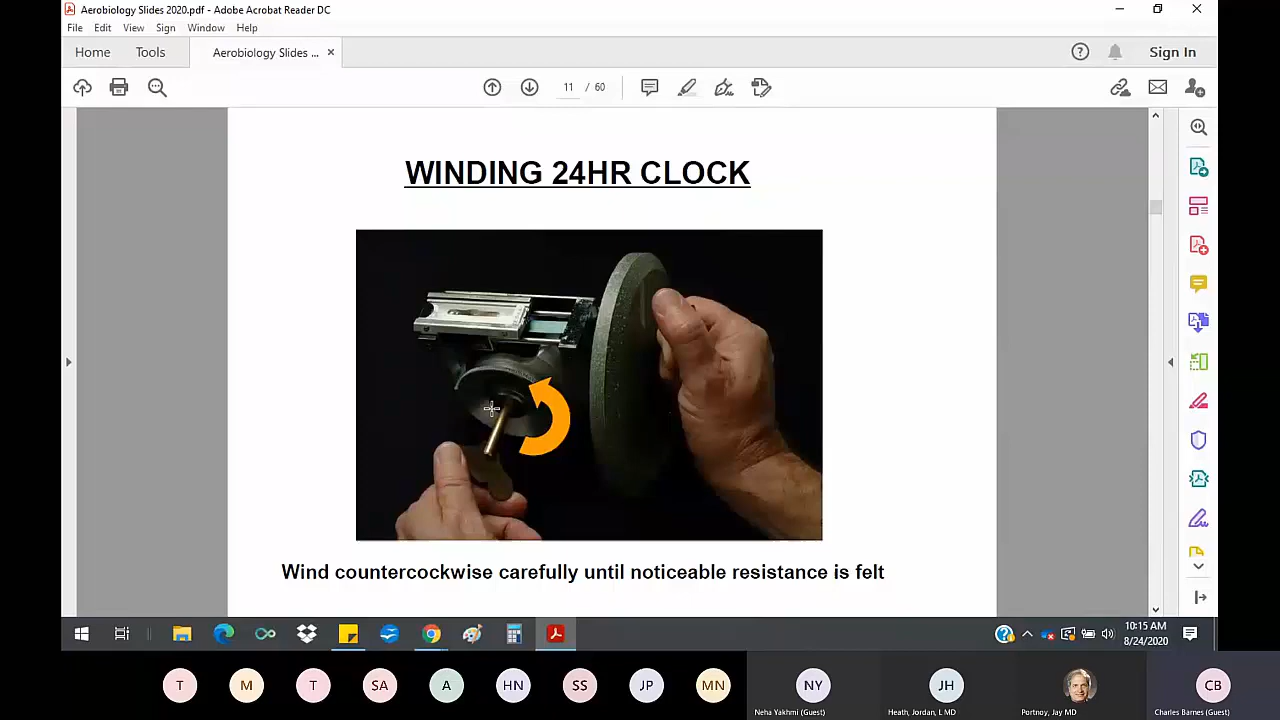 Aerobiology Slides 2020.pdf - Adobe Acrobat Reader DC
File Edit View Sign Window Help
Home Tools Aerobiology Slides ... × Sign In
11 / 60
WINDING 24HR CLOCK
Wind countercockwise carefully until noticeable resistance is felt
10:15 AM
8/24/2020
T M T SA A HN SS JP MN NY JH CB
Neha Yakhmi (Guest) Heath, Jordan, L MD Portnoy, Jay MD Charles Barnes (Guest)